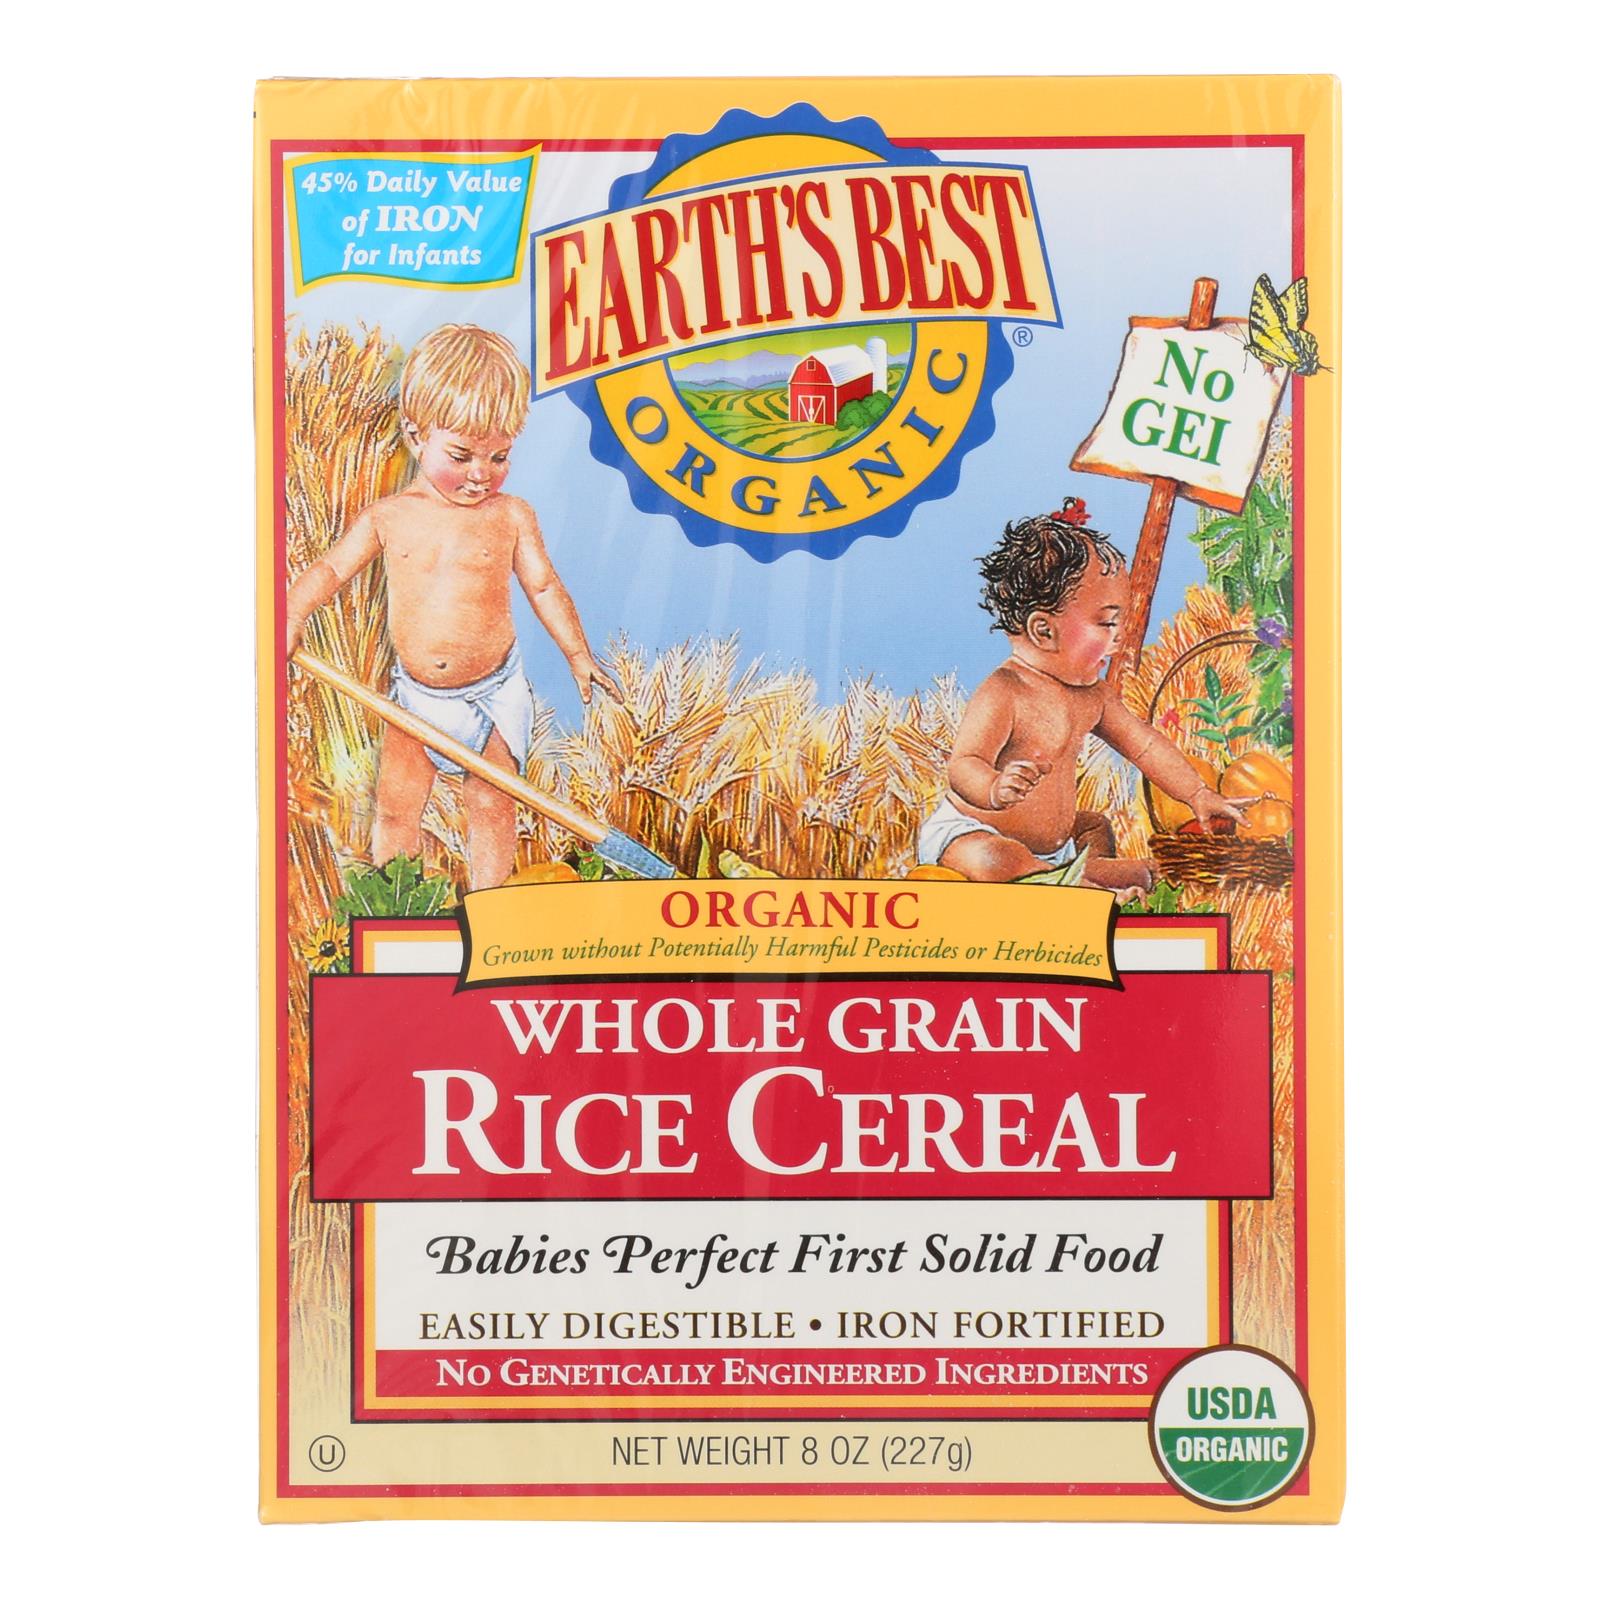 45% Daily Value
of IRON
for Infants
EARTH'S BEST
®
ORGANIC
No
GEI
ORGANIC
Grown without Potentially Harmful Pesticides or Herbicides
WHOLE GRAIN
RICE CEREAL
Babies Perfect First Solid Food
EASILY DIGESTIBLE • IRON FORTIFIED
NO GENETICALLY ENGINEERED INGREDIENTS
USDA
ORGANIC
U
NET WEIGHT 8 OZ (227g)